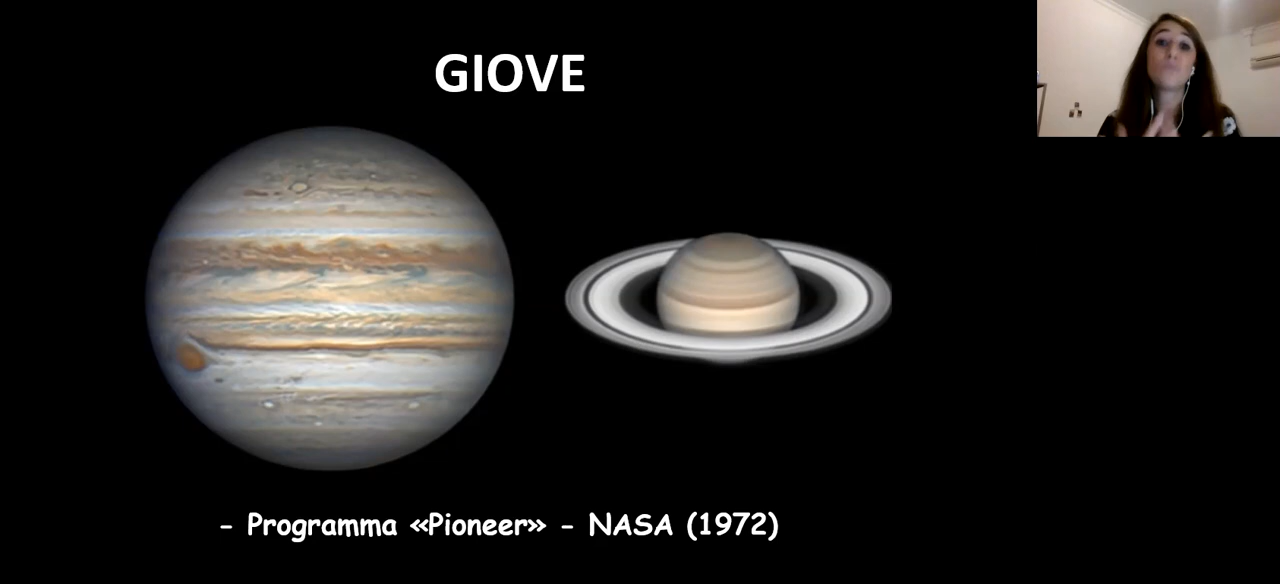 GIOVE
- Programma «Pioneer» - NASA (1972)